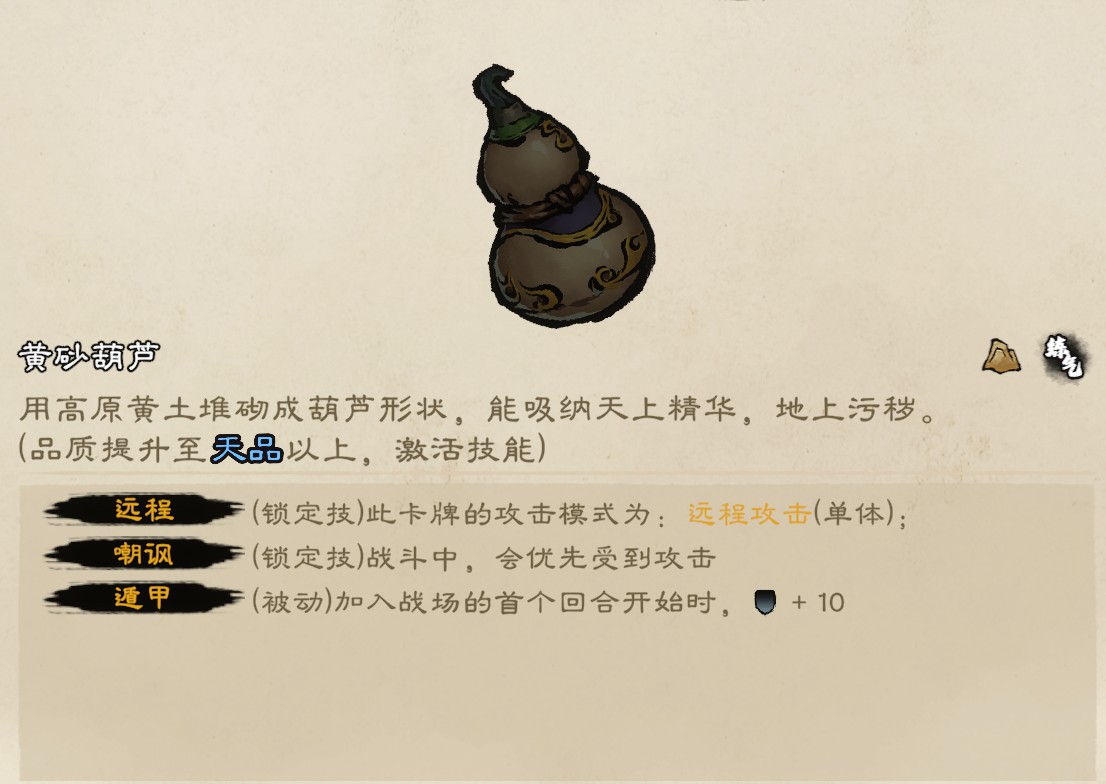 黄砂葫芦
练气
用高原黄土堆砌成葫芦形状，能吸纳天上精华，地上污秽。
(品质提升至天品以上，激活技能)
远程 (锁定技)此卡牌的攻击模式为：远程攻击(单体)；
嘲讽 (锁定技)战斗中，会优先受到攻击
遁甲 (被动)加入战场的首个回合开始时， + 10